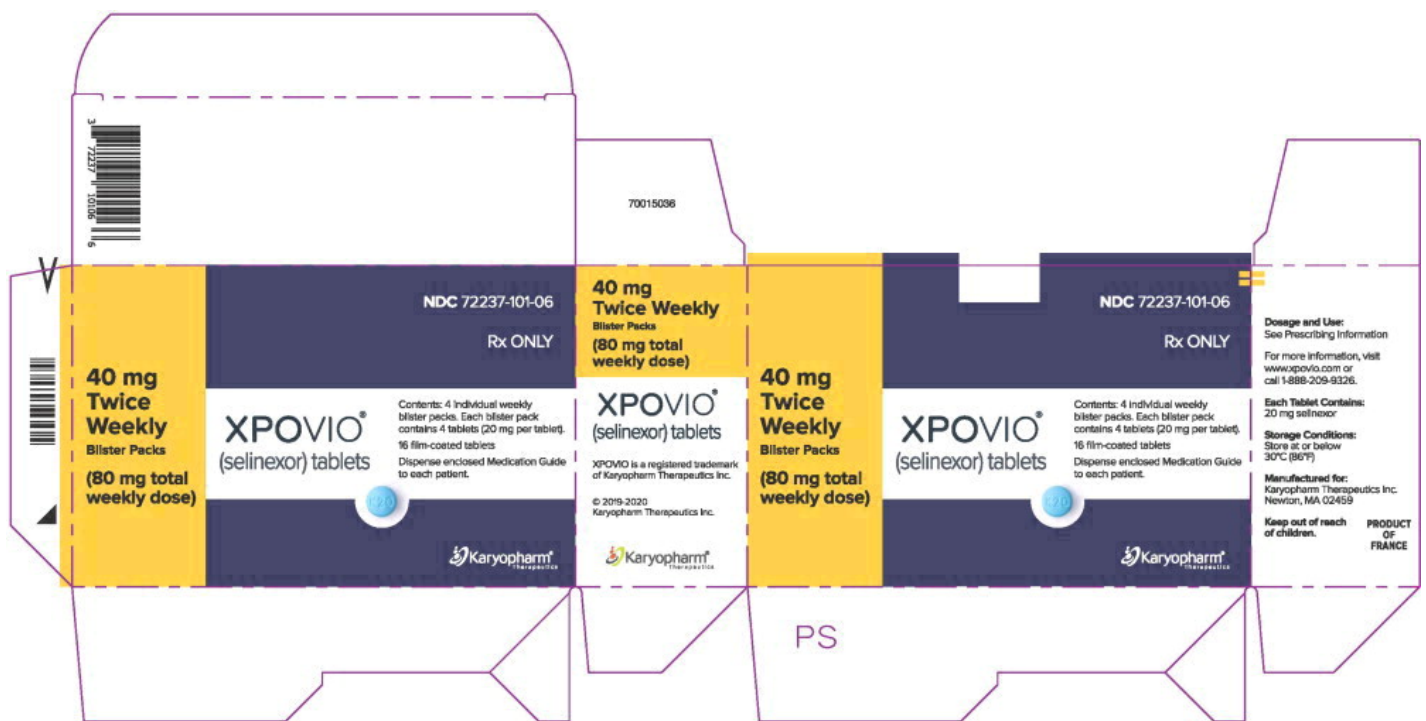 3 72237 10106 6
70015036
40 mg
Twice
Weekly
Blister Packs
(80 mg total
weekly dose)
NDC 72237-101-06
Rx ONLY
XPOVIO®
(selinexor) tablets
Contents: 4 individual weekly
blister packs. Each blister pack
contains 4 tablets (20 mg per tablet).
16 film-coated tablets
Dispense enclosed Medication Guide
to each patient.
K20
Karyopharm®
Therapeutics
40 mg
Twice Weekly
Blister Packs
(80 mg total
weekly dose)
XPOVIO®
(selinexor) tablets
XPOVIO is a registered trademark
of Karyopharm Therapeutics Inc.
© 2019-2020
Karyopharm Therapeutics Inc.
Karyopharm®
Therapeutics
40 mg
Twice
Weekly
Blister Packs
(80 mg total
weekly dose)
NDC 72237-101-06
Rx ONLY
XPOVIO®
(selinexor) tablets
Contents: 4 individual weekly
blister packs. Each blister pack
contains 4 tablets (20 mg per tablet).
16 film-coated tablets
Dispense enclosed Medication Guide
to each patient.
K20
Karyopharm®
Therapeutics
Dosage and Use:
See Prescribing Information
For more information, visit
www.xpovio.com or
call 1-888-209-9326.
Each Tablet Contains:
20 mg selinexor
Storage Conditions:
Store at or below
30°C (86°F)
Manufactured for:
Karyopharm Therapeutics Inc.
Newton, MA 02459
Keep out of reach
of children.
PRODUCT
OF
FRANCE
PS